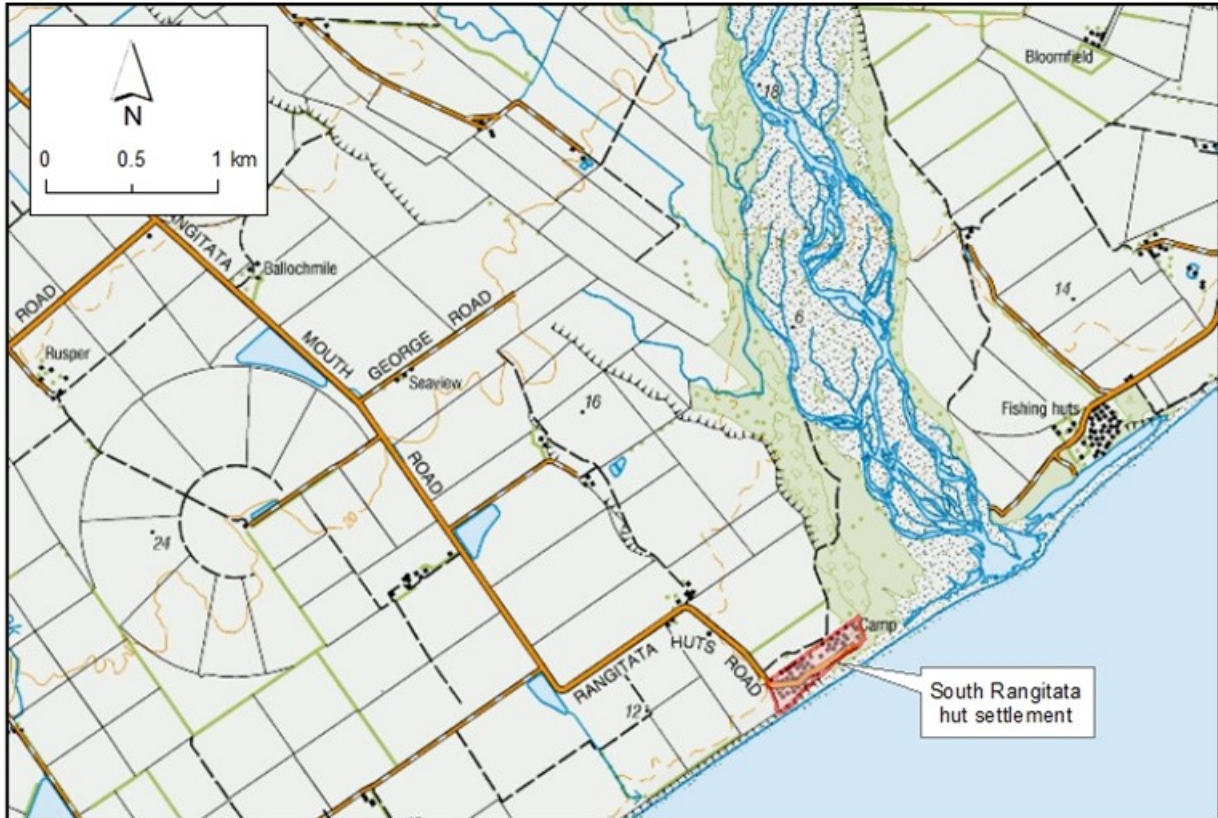 N
0 0.5 1 km
18
Bloomfield
RANGITATA
Ballochmile
ROAD
Rusper
MOUTH
GEORGE ROAD
Seaview
6
14
16
Fishing huts
ROAD
20
24
Camp
RANGITATA HUTS ROAD
12
South Rangitata
hut settlement